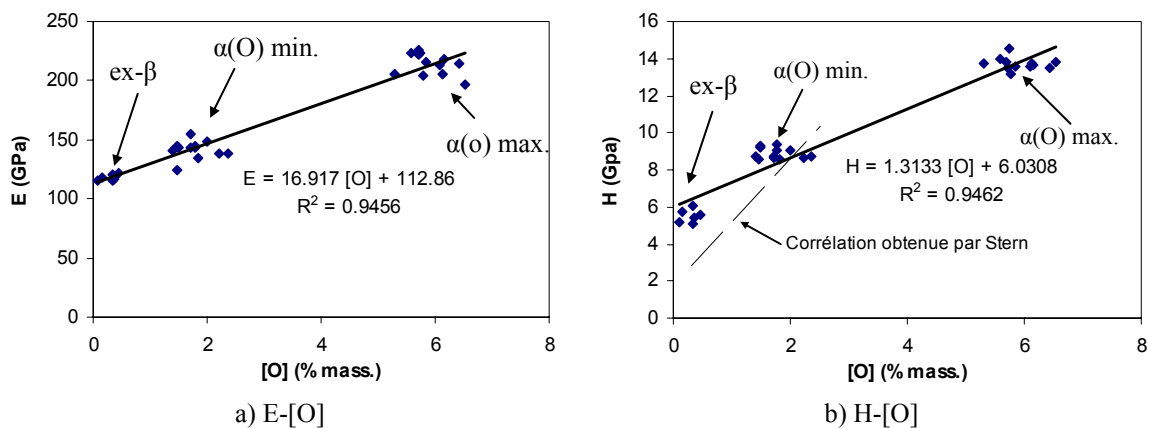 250
200
150
100
50
0
E (GPa)
ex-β
α(O) min.
α(o) max.
E = 16.917 [O] + 112.86
R² = 0.9456
0 2 4 6 8
[O] (% mass.)
a) E-[O]
16
14
12
10
8
6
4
2
0
H (Gpa)
ex-β
α(O) min.
α(O) max.
H = 1.3133 [O] + 6.0308
R² = 0.9462
Corrélation obtenue par Stern
0 2 4 6 8
[O] (% mass.)
b) H-[O]